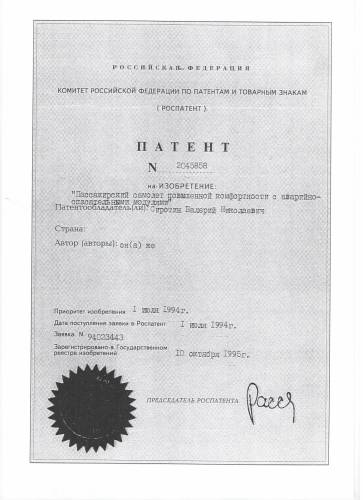 РОССИЙСКАЯ ФЕДЕРАЦИЯ
КОМИТЕТ РОССИЙСКОЙ ФЕДЕРАЦИИ ПО ПАТЕНТАМ И ТОВАРНЫМ ЗНАКАМ
(РОСПАТЕНТ)
ПАТЕНТ
N 2045858
на ИЗОБРЕТЕНИЕ:
"Пассажирский самолет повышенной комфортности с аварийно-
спасательными модулями"
Патентообладатель(ли): Сиротин Валерий Николаевич
Страна:
Автор (авторы): он(а) же
Приоритет изобретения 1 июля 1994г.
Дата поступления заявки в Роспатент 1 июля 1994г.
Заявка N 94023443
Зарегистрировано в Государственном
реестре изобретений 10 октября 1995г.
ПРЕДСЕДАТЕЛЬ РОСПАТЕНТА